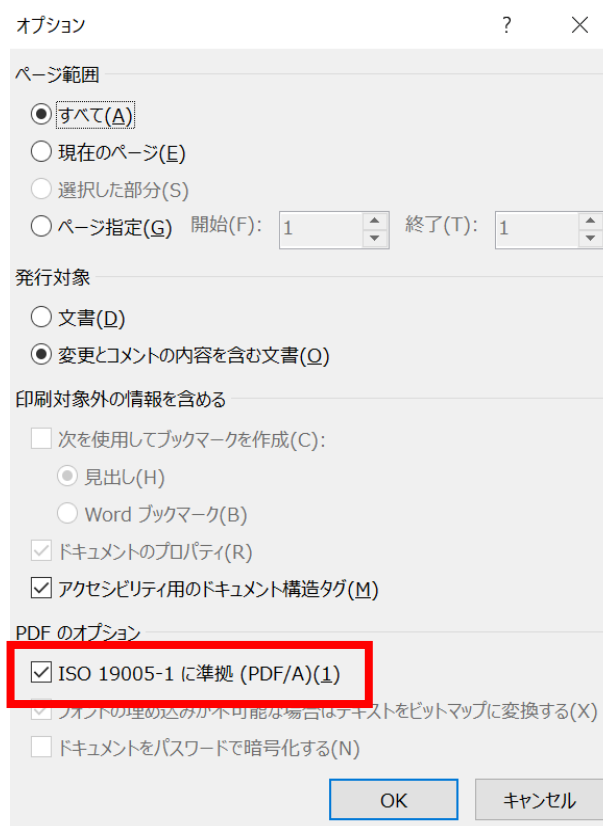 オプション ?
ページ範囲
すべて(A)
現在のページ(E)
選択した部分(S)
ページ指定(G) 開始(F): 1 終了(T): 1
発行対象
文書(D)
変更とコメントの内容を含む文書(O)
印刷対象外の情報を含める
次を使用してブックマークを作成(C):
見出し(H)
Word ブックマーク(B)
ドキュメントのプロパティ(R)
アクセシビリティ用のドキュメント構造タグ(M)
PDF のオプション
ISO 19005-1 に準拠 (PDF/A)(1)
フォントの埋め込みが不可能な場合はテキストをビットマップに変換する(X)
ドキュメントをパスワードで暗号化する(N)
OK キャンセル